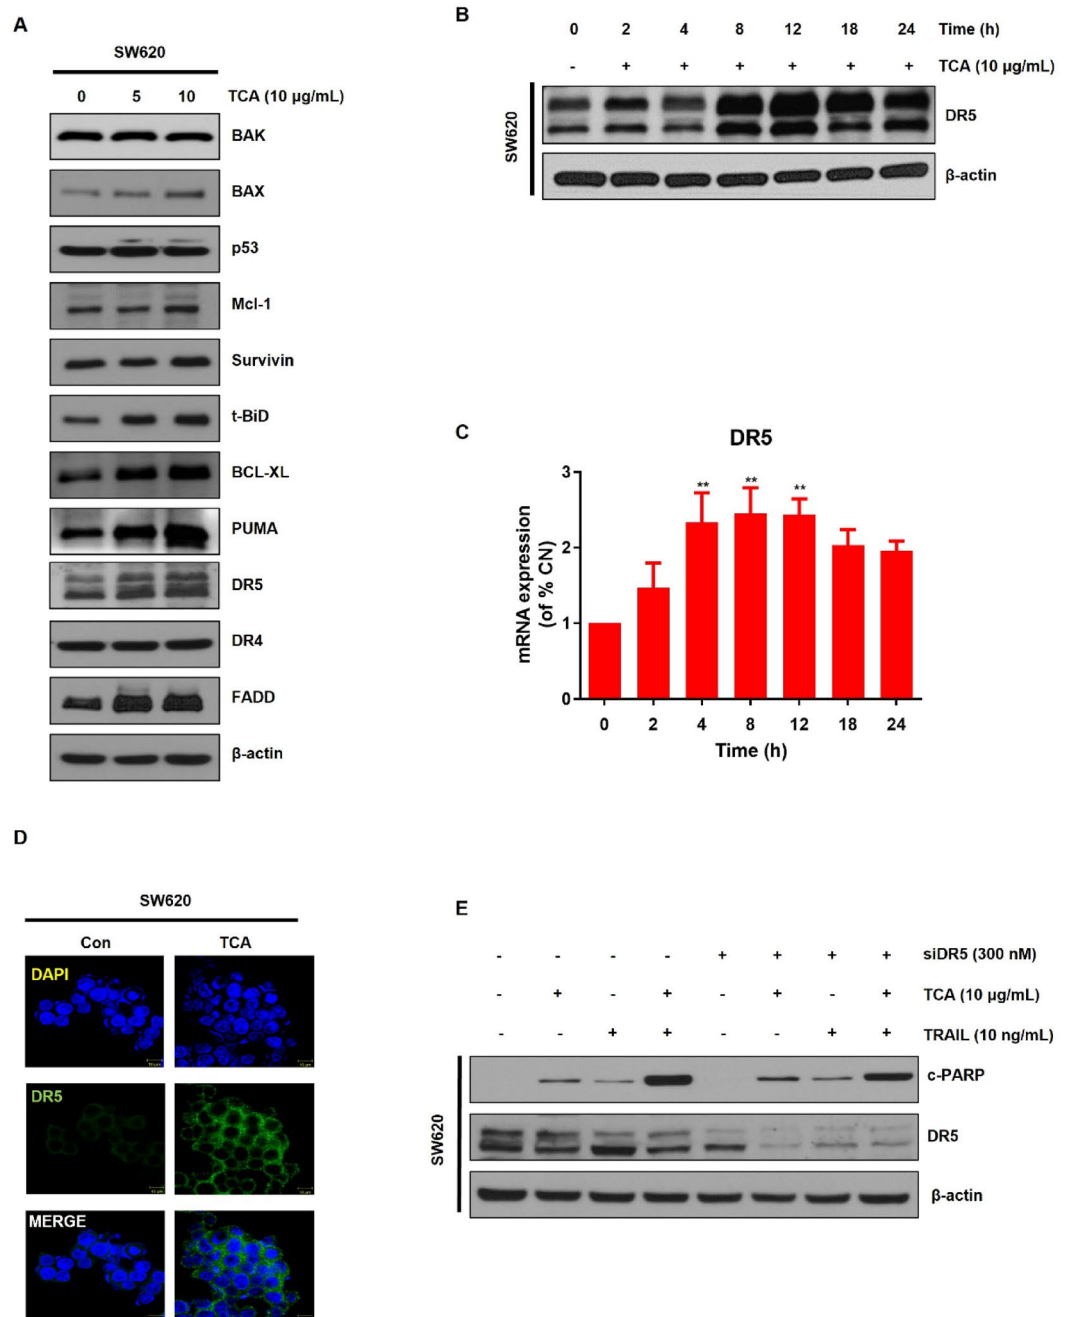 A
SW620
0 5 10 TCA (10 μg/mL)
BAK
BAX
p53
Mcl-1
Survivin
t-BiD
BCL-XL
PUMA
DR5
DR4
FADD
β-actin
B
0 2 4 8 12 18 24 Time (h)
- + + + + + + TCA (10 μg/mL)
SW620
DR5
β-actin
C
DR5
mRNA expression
(of % CN)
3
2
1
0
** ** **
0 2 4 8 12 18 24
Time (h)
D
SW620
Con TCA
DAPI
DR5
MERGE
E
- - - - + + + + siDR5 (300 nM)
- + - + - + - + TCA (10 μg/mL)
- - + + - - + + TRAIL (10 ng/mL)
SW620
c-PARP
DR5
β-actin